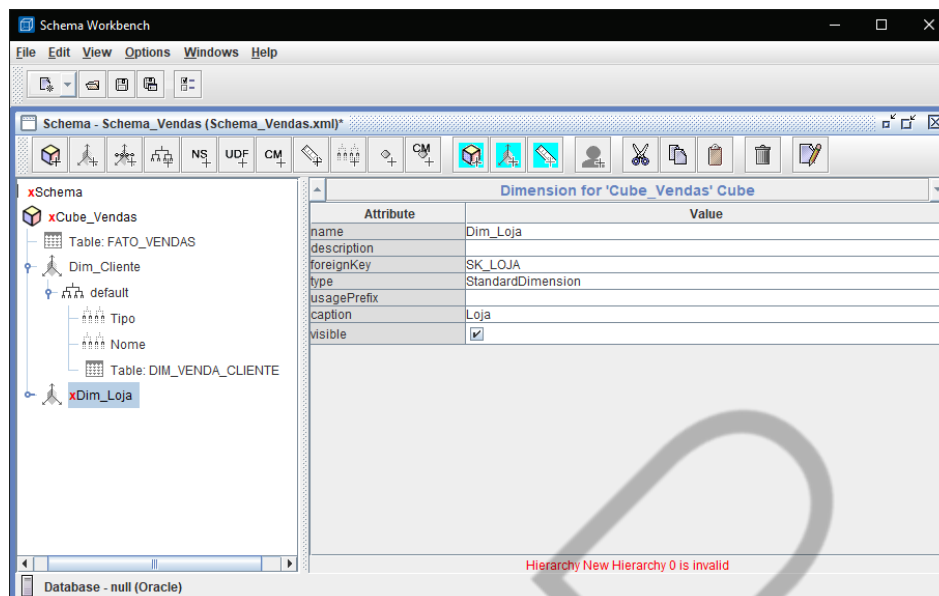 Schema Workbench
File Edit View Options Windows Help
Schema - Schema_Vendas (Schema_Vendas.xml)*
NS UDF CM CM
xSchema
xCube_Vendas
Table: FATO_VENDAS
Dim_Cliente
default
Tipo
Nome
Table: DIM_VENDA_CLIENTE
xDim_Loja
Dimension for 'Cube_Vendas' Cube
Attribute Value
name Dim_Loja
description
foreignKey SK_LOJA
type StandardDimension
usagePrefix
caption Loja
visible
Hierarchy New Hierarchy 0 is invalid
Database - null (Oracle)